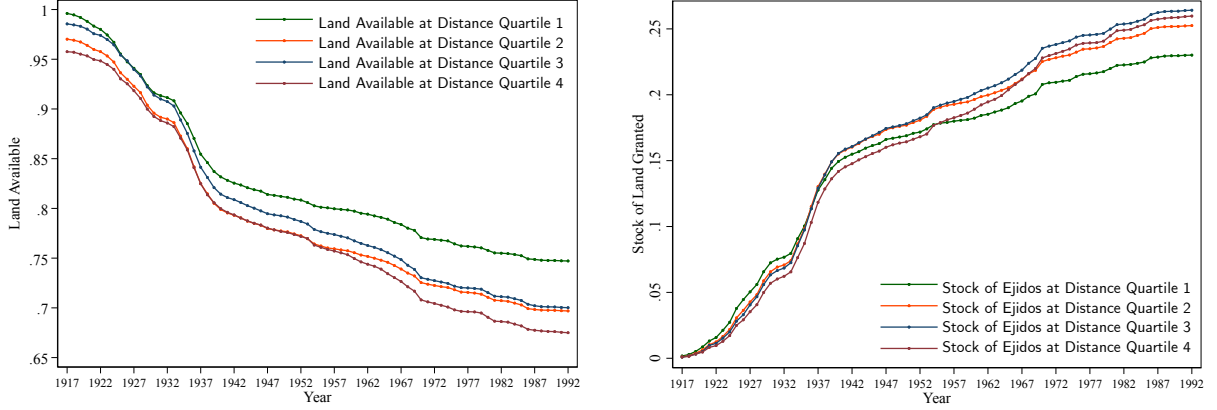 Land Available
1
.95
.9
.85
.8
.75
.7
.65
Land Available at Distance Quartile 1
Land Available at Distance Quartile 2
Land Available at Distance Quartile 3
Land Available at Distance Quartile 4
1917 1922 1927 1932 1937 1942 1947 1952 1957 1962 1967 1972 1977 1982 1987 1992
Year
Stock of Land Granted
.25
.2
.15
.1
.05
0
Stock of Ejidos at Distance Quartile 1
Stock of Ejidos at Distance Quartile 2
Stock of Ejidos at Distance Quartile 3
Stock of Ejidos at Distance Quartile 4
1917 1922 1927 1932 1937 1942 1947 1952 1957 1962 1967 1972 1977 1982 1987 1992
Year